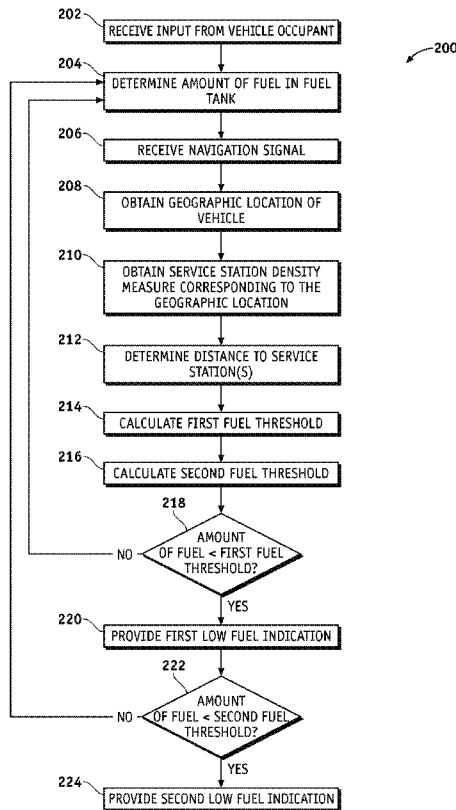 202
RECEIVE INPUT FROM VEHICLE OCCUPANT
200
204
DETERMINE AMOUNT OF FUEL IN FUEL
TANK
206
RECEIVE NAVIGATION SIGNAL
208
OBTAIN GEOGRAPHIC LOCATION OF
VEHICLE
210
OBTAIN SERVICE STATION DENSITY
MEASURE CORRESPONDING TO THE
GEOGRAPHIC LOCATION
212
DETERMINE DISTANCE TO SERVICE
STATION(S)
214
CALCULATE FIRST FUEL THRESHOLD
216
CALCULATE SECOND FUEL THRESHOLD
218
AMOUNT
OF FUEL < FIRST FUEL
THRESHOLD?
NO
YES
220
PROVIDE FIRST LOW FUEL INDICATION
222
AMOUNT
OF FUEL < SECOND FUEL
THRESHOLD?
NO
YES
224
PROVIDE SECOND LOW FUEL INDICATION